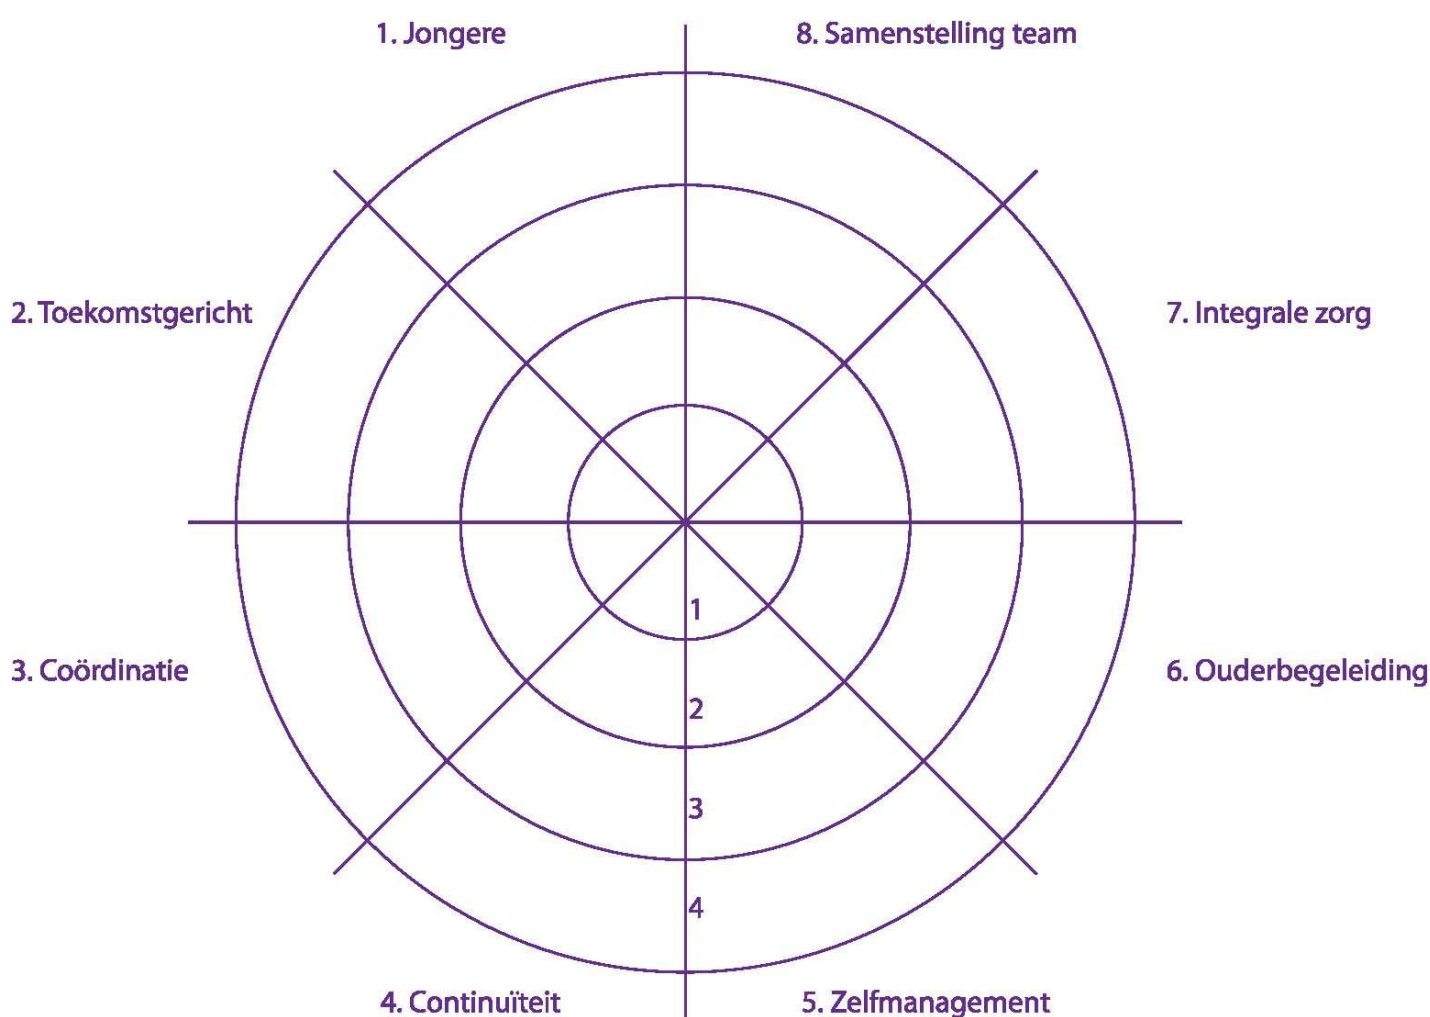 1. Jongere
8. Samenstelling team
2. Toekomstgericht
7. Integrale zorg
1
3. Coördinatie
6. Ouderbegeleiding
2
3
4
4. Continuïteit
5. Zelfmanagement